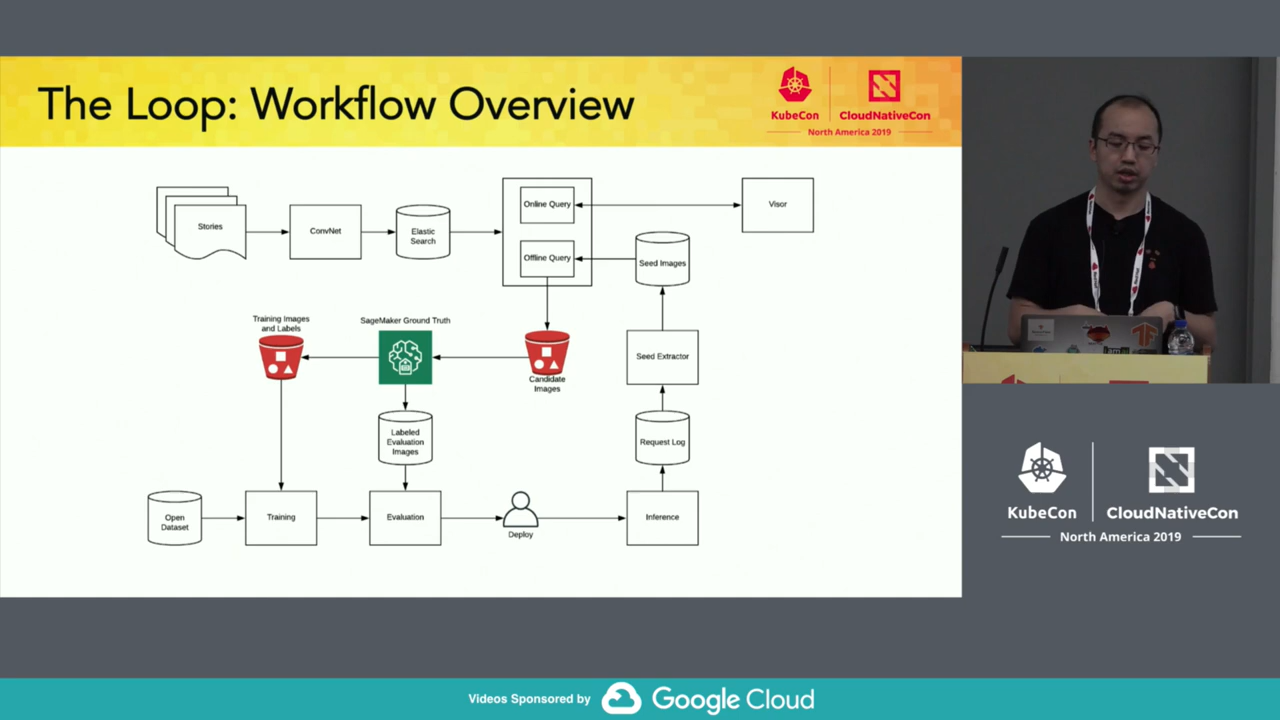 The Loop: Workflow Overview
KubeCon
CloudNativeCon
North America 2019
Stories
ConvNet
Elastic
Search
Online Query
Offline Query
Visor
Seed Images
Training Images
and Labels
SageMaker Ground Truth
Candidate
Images
Seed Extractor
Labeled
Evaluation
Images
Request Log
Open
Dataset
Training
Evaluation
Deploy
Inference
KubeCon
CloudNativeCon
North America 2019
Videos Sponsored by
Google Cloud